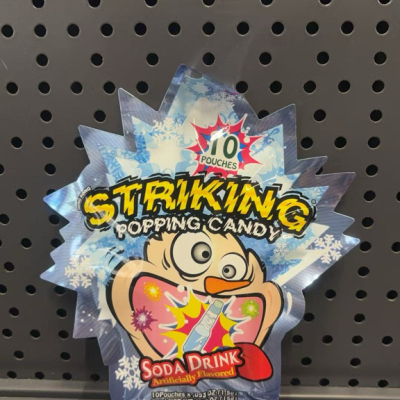 10
POUCHES
STRIKING
POPPING CANDY
SODA DRINK
Artificially Flavored